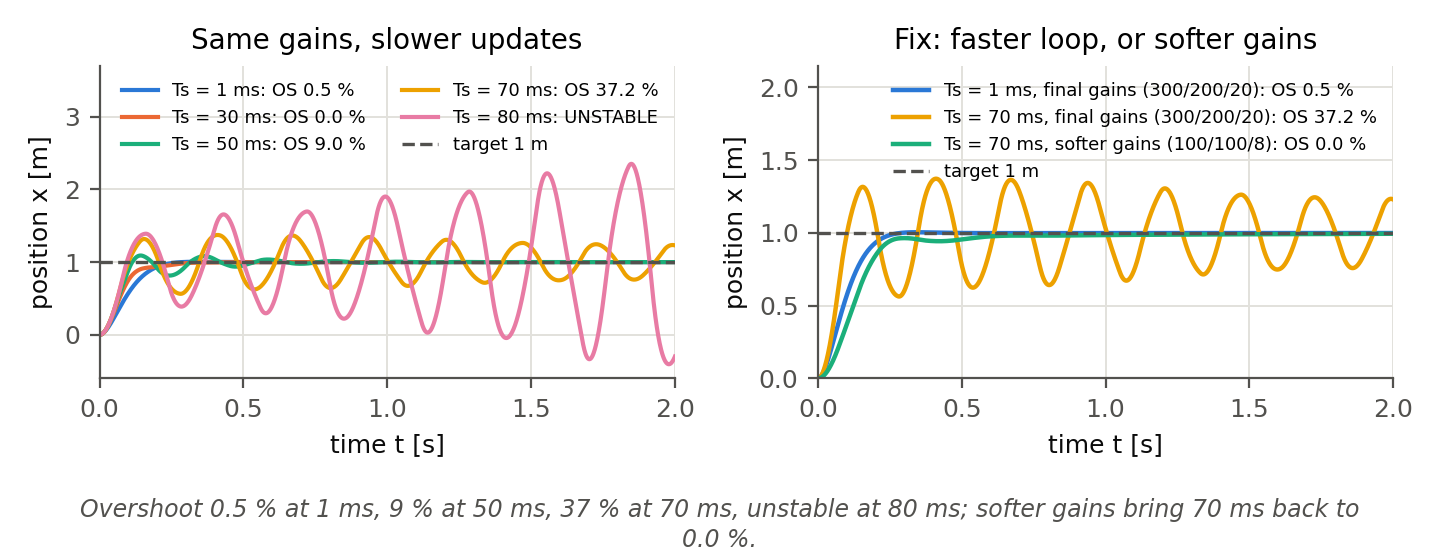 Same gains, slower updates
Ts = 1 ms: OS 0.5 %
Ts = 30 ms: OS 0.0 %
Ts = 50 ms: OS 9.0 %
Ts = 70 ms: OS 37.2 %
Ts = 80 ms: UNSTABLE
target 1 m
position x [m]
3
2
1
0
0.0 0.5 1.0 1.5 2.0
time t [s]
Fix: faster loop, or softer gains
Ts = 1 ms, final gains (300/200/20): OS 0.5 %
Ts = 70 ms, final gains (300/200/20): OS 37.2 %
Ts = 70 ms, softer gains (100/100/8): OS 0.0 %
target 1 m
position x [m]
2.0
1.5
1.0
0.5
0.0
0.0 0.5 1.0 1.5 2.0
time t [s]
Overshoot 0.5 % at 1 ms, 9 % at 50 ms, 37 % at 70 ms, unstable at 80 ms; softer gains bring 70 ms back to
0.0 %.